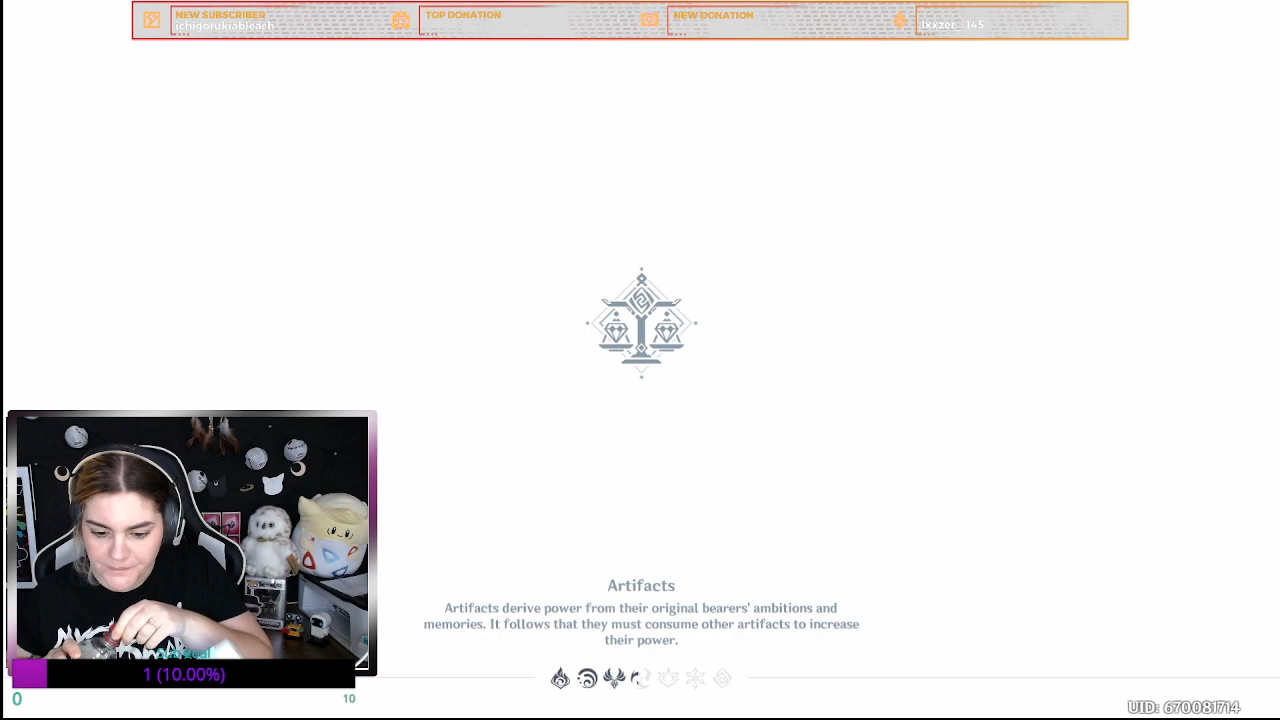 NEW SUBSCRIBER
ichigorukiableach
TOP DONATION
NEW DONATION
Artifacts
Artifacts derive power from their original bearers' ambitions and
memories. It follows that they must consume other artifacts to increase
their power.
1 (10.00%)
0
10
UID: 670081714